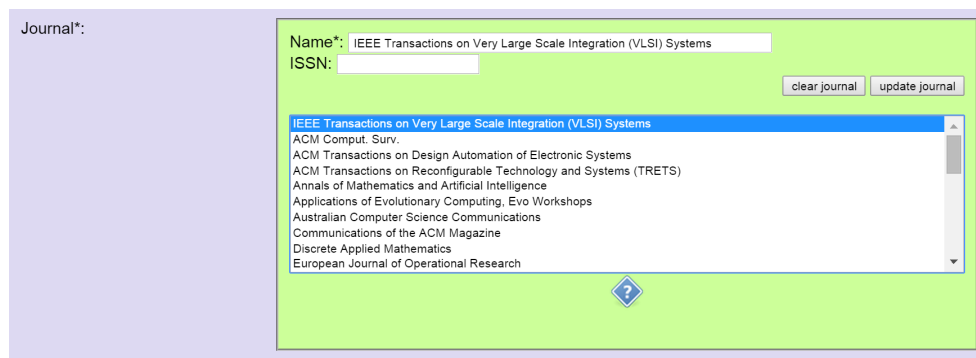 Journal*:
Name*: IEEE Transactions on Very Large Scale Integration (VLSI) Systems
ISSN:
clear journal update journal
IEEE Transactions on Very Large Scale Integration (VLSI) Systems
ACM Comput. Surv.
ACM Transactions on Design Automation of Electronic Systems
ACM Transactions on Reconfigurable Technology and Systems (TRETS)
Annals of Mathematics and Artificial Intelligence
Applications of Evolutionary Computing, Evo Workshops
Australian Computer Science Communications
Communications of the ACM Magazine
Discrete Applied Mathematics
European Journal of Operational Research
?